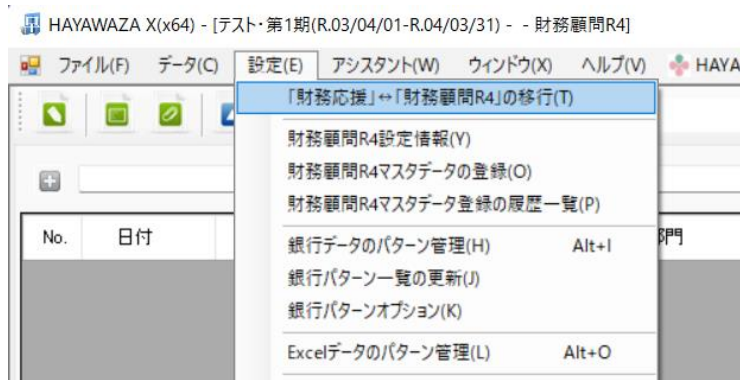 HAYAWAZA X(x64) - [テスト・第1期(R.03/04/01-R.04/03/31) - - 財務顧問R4]
ファイル(F) データ(C) 設定(E) アシスタント(W) ウィンドウ(X) ヘルプ(V) HAYA
「財務応援」⇔「財務顧問R4」の移行(T)
財務顧問R4設定情報(Y)
財務顧問R4マスタデータの登録(O)
財務顧問R4マスタデータ登録の履歴一覧(P)
No. 日付 部門
銀行データのパターン管理(H) Alt+I
銀行パターン一覧の更新(J)
銀行パターンオプション(K)
Excelデータのパターン管理(L) Alt+O